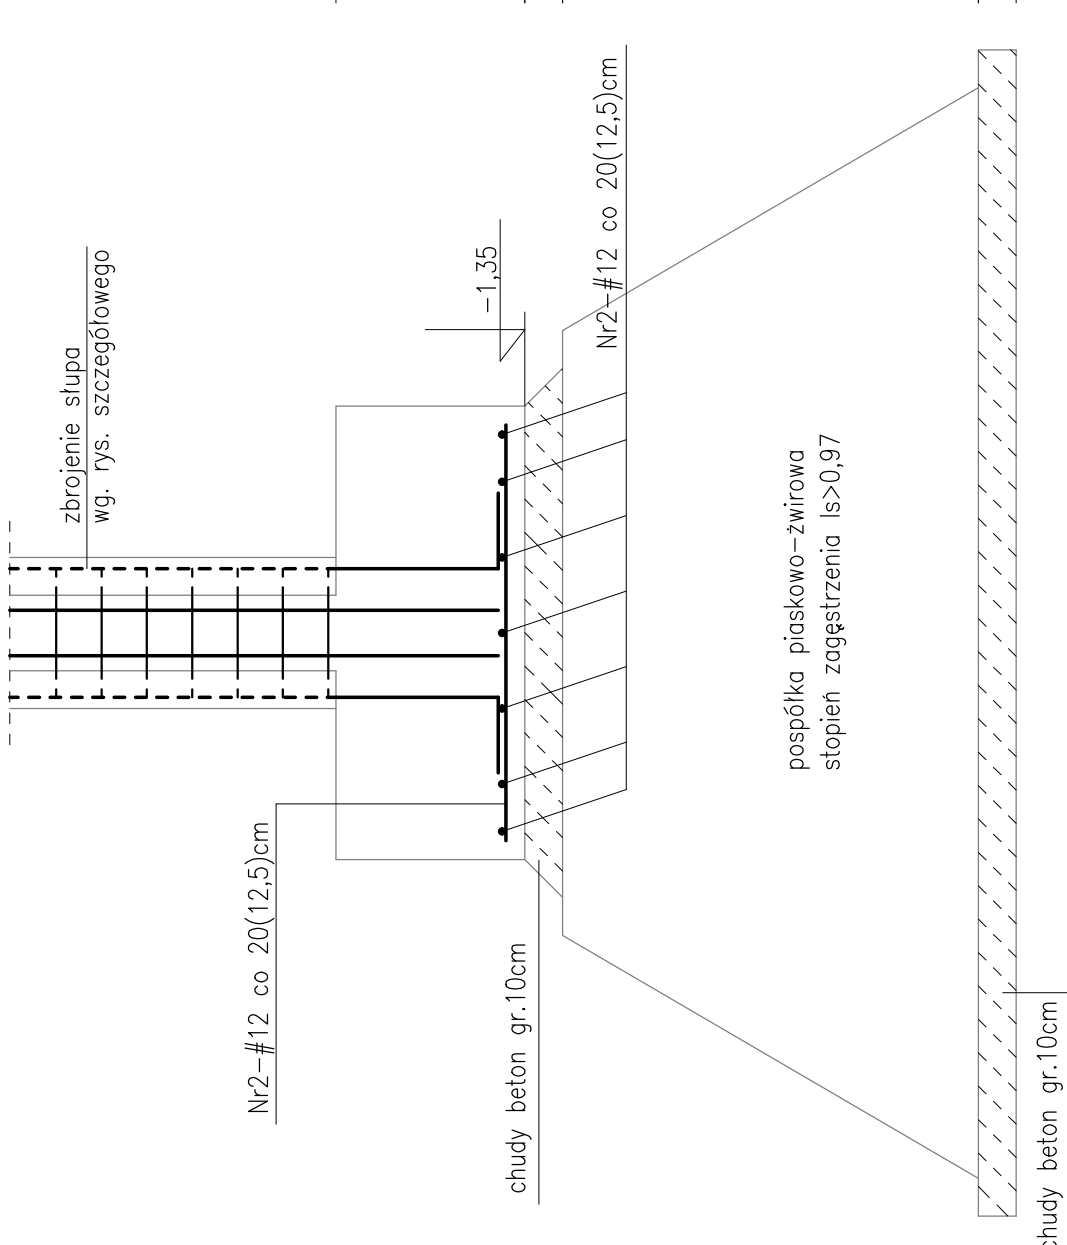 zbrojenie słupa
wg. rys. szczegółowego
-1,35
Nr2-#12 co 20(12,5)cm
Nr2-#12 co 20(12,5)cm
chudy beton gr.10cm
pospółka piaskowo-żwirowa
stopień zagęstrzenia Is>0,97
chudy beton gr.10cm